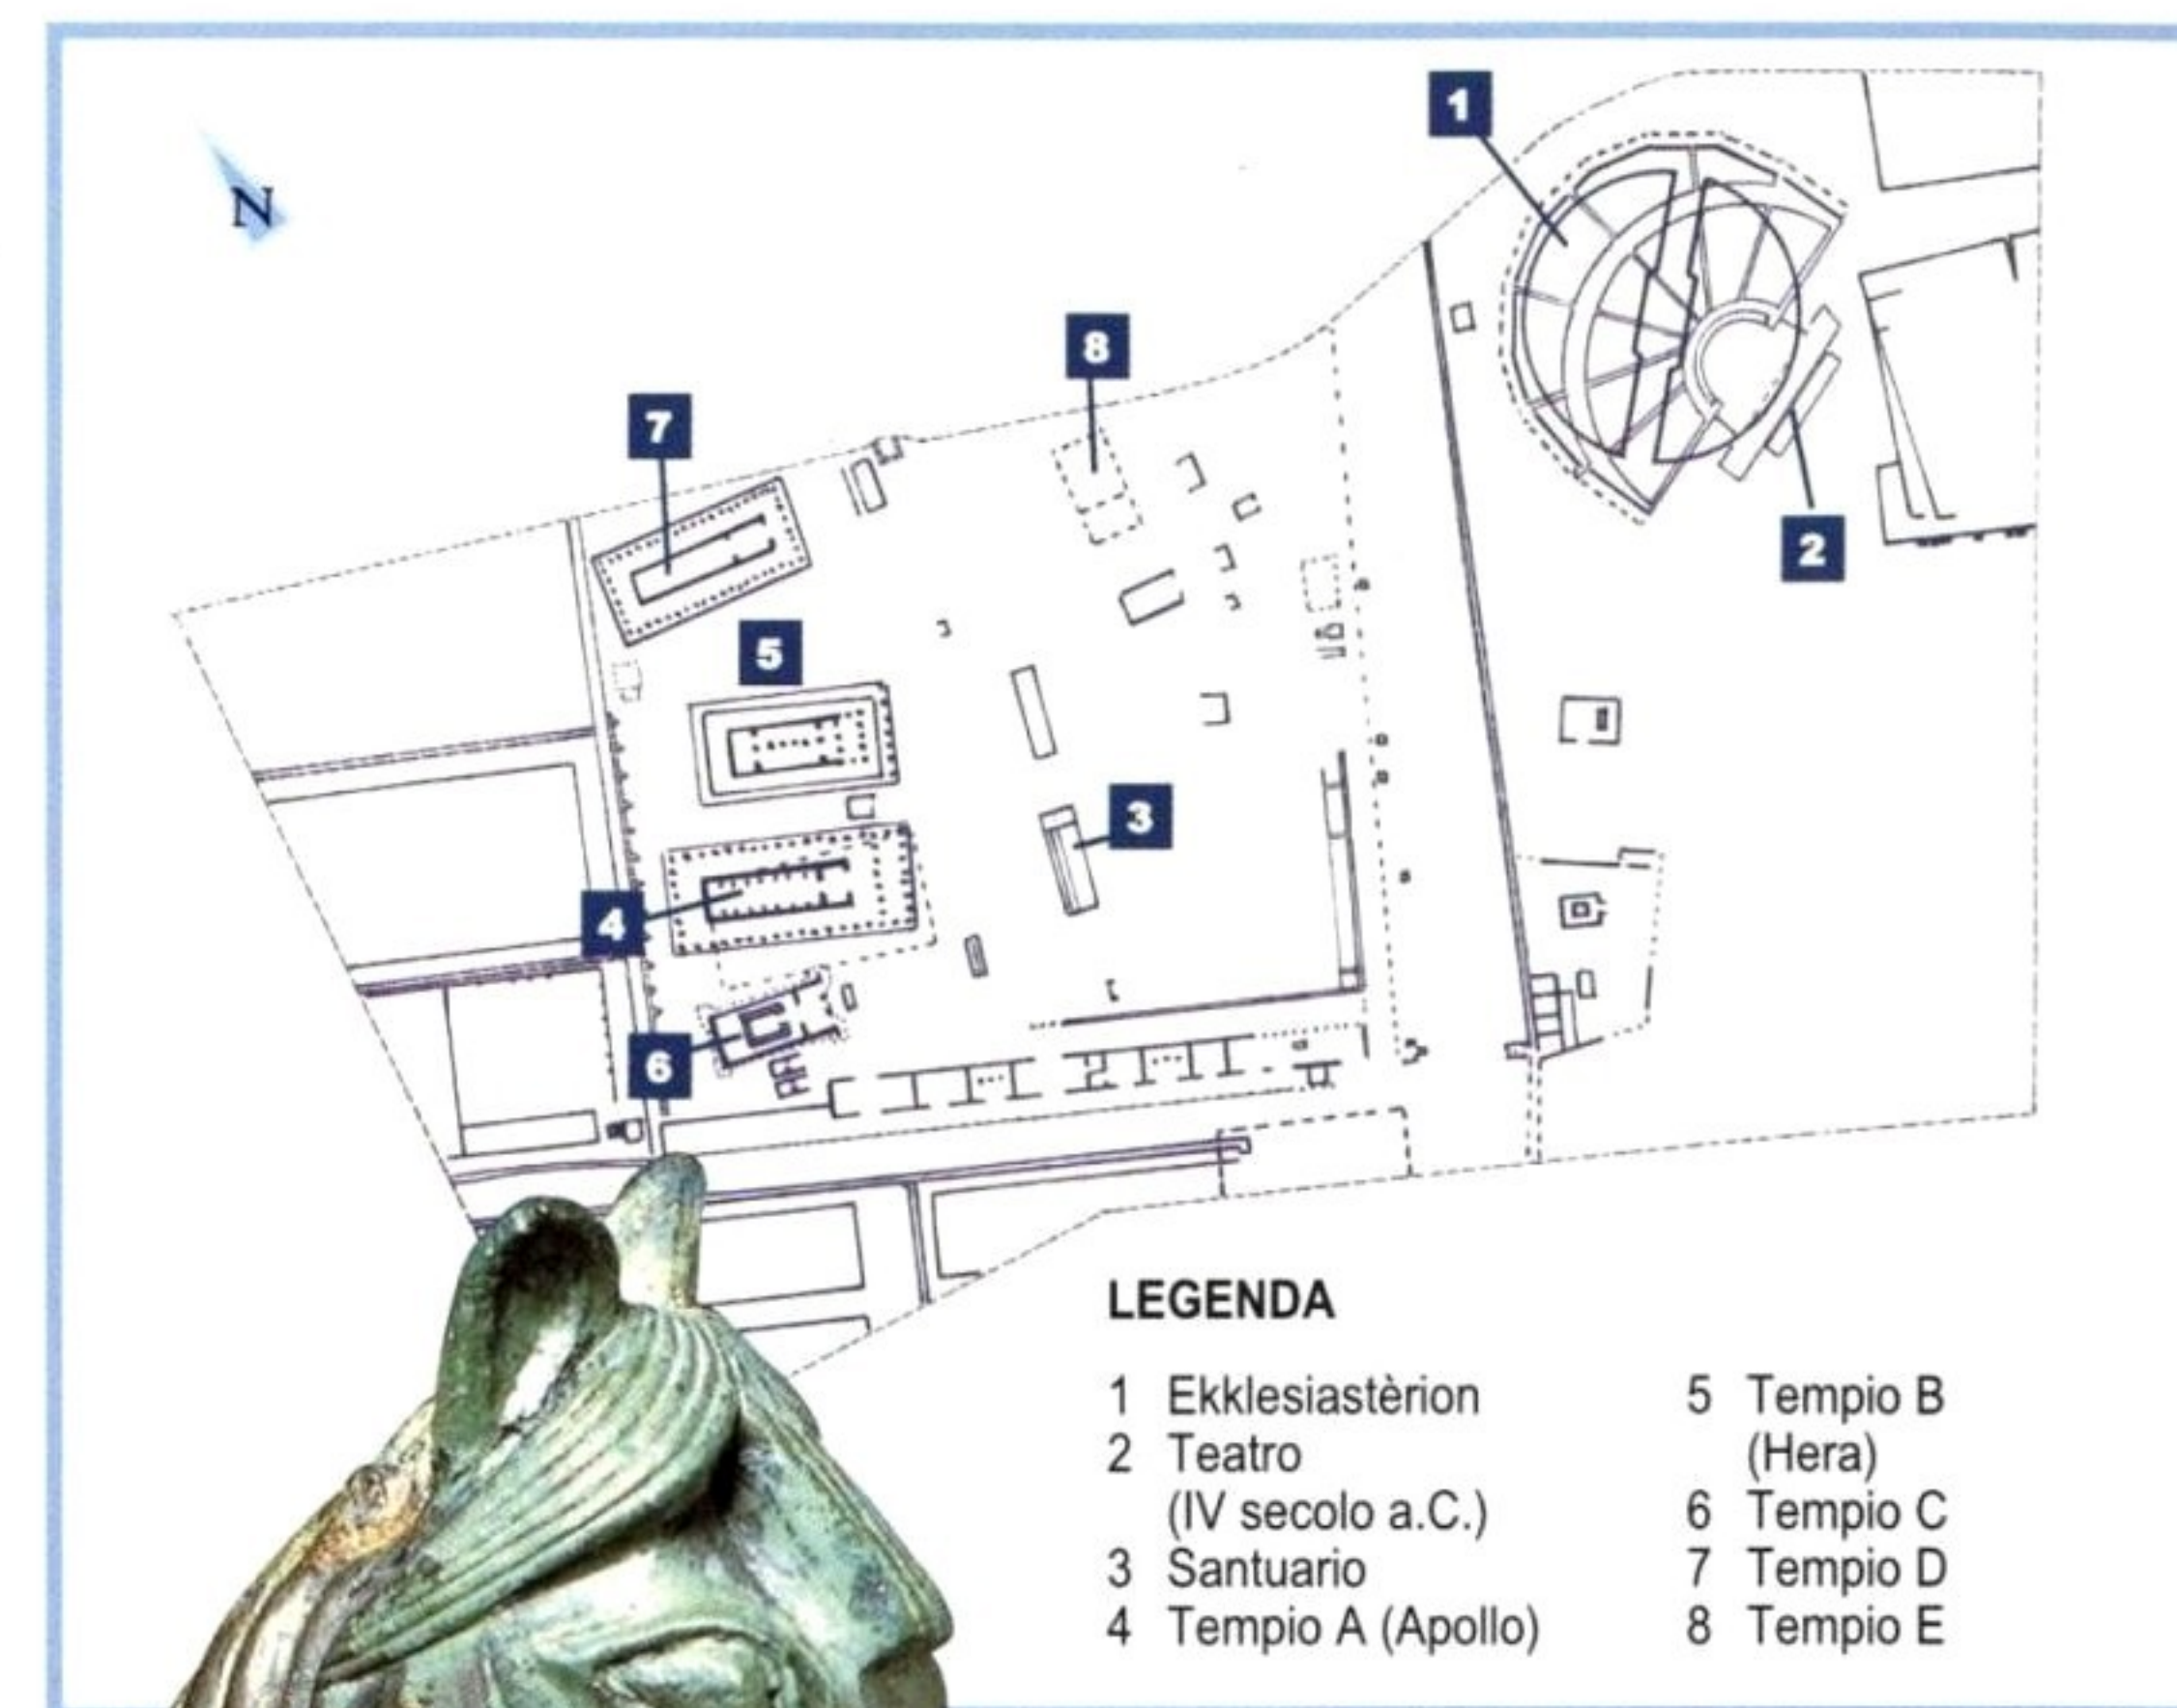 1
N
8
7
2
5
3
4
6
LEGENDA
1 Ekklesiastèrion
2 Teatro
(IV secolo a.C.)
3 Santuario
4 Tempio A (Apollo)
5 Tempio B
(Hera)
6 Tempio C
7 Tempio D
8 Tempio E